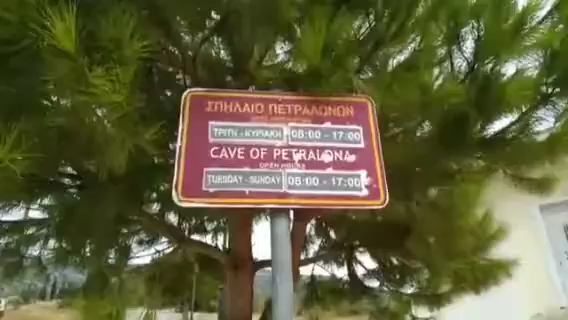 ΣΠΗΛΑΙΟ ΠΕΤΡΑΛΩΝΩΝ
ΤΡΙΤΗ - ΚΥΡΙΑΚΗ 08:00 - 17:00
CAVE OF PETRALONA
OPEN HOURS
TUESDAY - SUNDAY 08:00 - 17:00